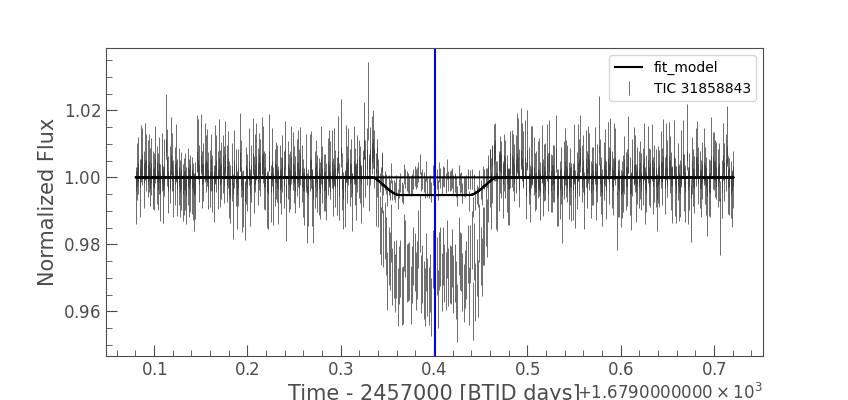 fit_model
TIC 31858843
1.02
1.00
0.98
0.96
Normalized Flux
0.1 0.2 0.3 0.4 0.5 0.6 0.7
Time - 2457000 [BTJD days]
+1.6790000000 × 10³